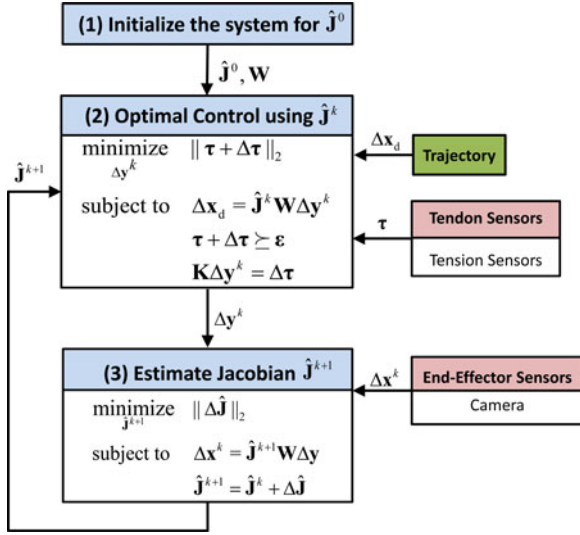 (1) Initialize the system for Ĵ⁰
Ĵ⁰, W
(2) Optimal Control using Ĵᵏ
minimize ‖ τ + Δτ ‖₂
Δyᵏ
subject to Δx_d = ĴᵏWΔyᵏ
τ + Δτ ⪰ ε
KΔyᵏ = Δτ
Ĵᵏ⁺¹
Δx_d
Trajectory
τ
Tendon Sensors
Tension Sensors
Δyᵏ
(3) Estimate Jacobian Ĵᵏ⁺¹
minimize ‖ ΔĴ ‖₂
Ĵᵏ⁺¹
subject to Δxᵏ = Ĵᵏ⁺¹WΔy
Ĵᵏ⁺¹ = Ĵᵏ + ΔĴ
Δxᵏ
End-Effector Sensors
Camera